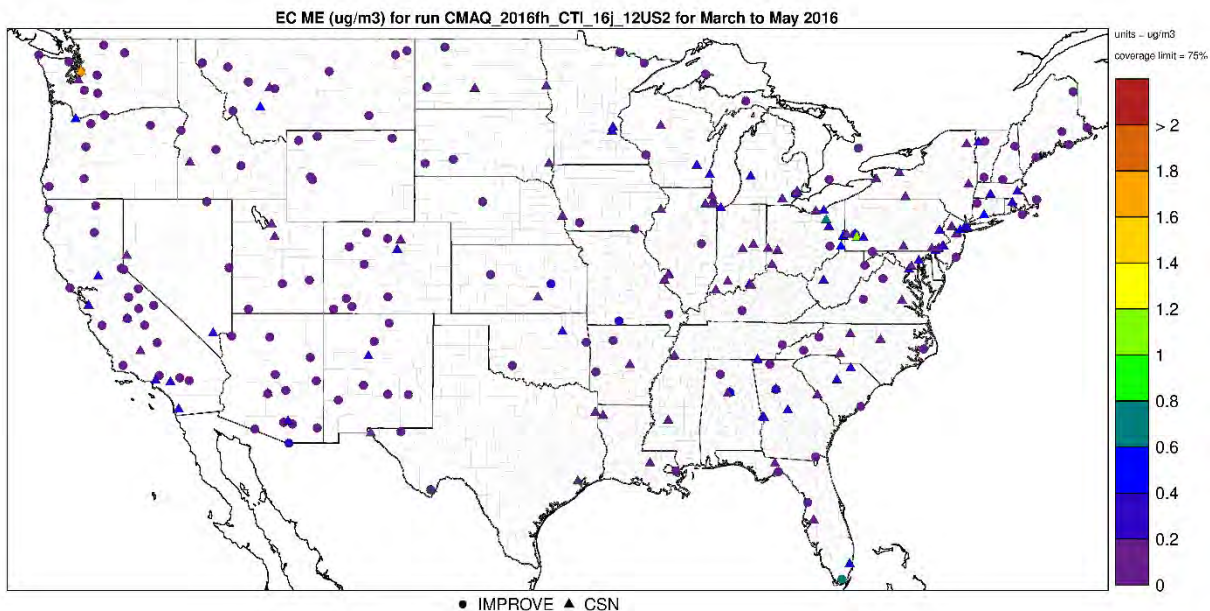 EC ME (ug/m3) for run CMAQ_2016fh_CTI_16j_12US2 for March to May 2016
units = ug/m3
coverage limit = 75%
> 2
1.8
1.6
1.4
1.2
1
0.8
0.6
0.4
0.2
0
● IMPROVE ▲ CSN